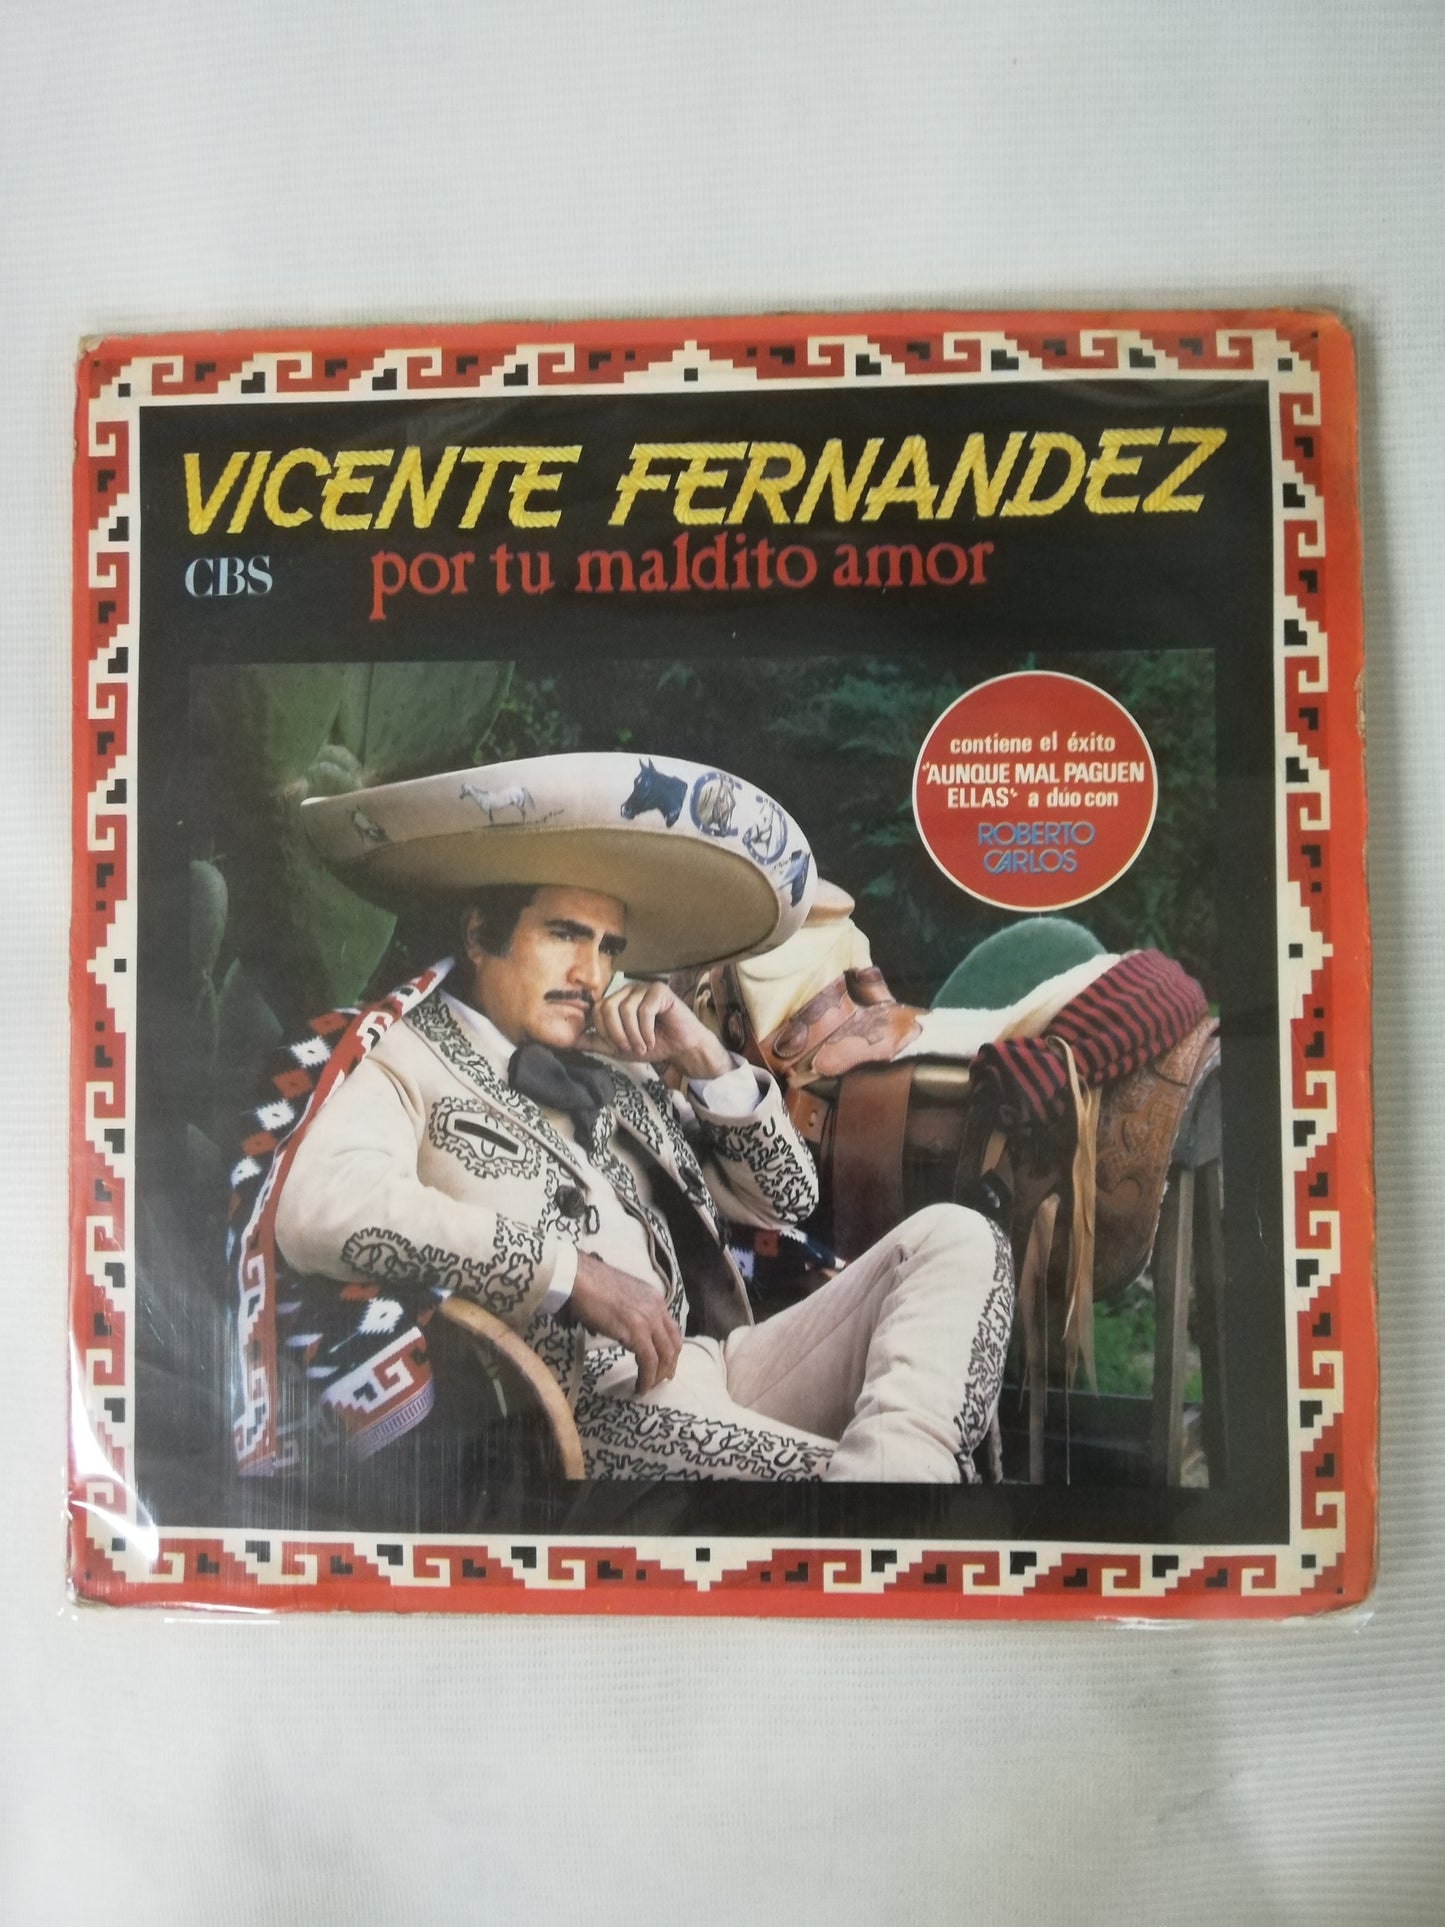 VICENTE FERNANDEZ
CBS
por tu maldito amor
contiene el éxito
"AUNQUE MAL PAGUEN
ELLAS" a dúo con
ROBERTO
CARLOS